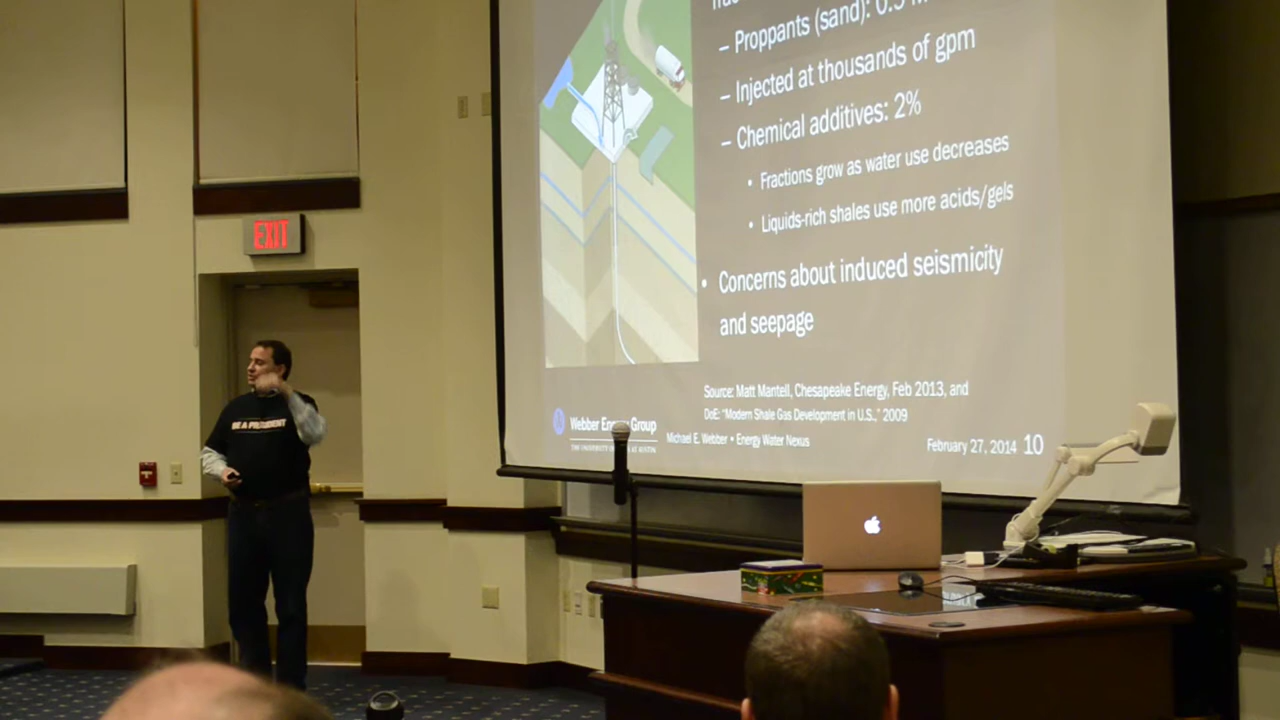 – Proppants (sand):
– Injected at thousands of gpm
– Chemical additives: 2%
• Fractions grow as water use decreases
• Liquids-rich shales use more acids/gels
• Concerns about induced seismicity
and seepage
Source: Matt Mantell, Chesapeake Energy, Feb 2013, and
DoE: "Modern Shale Gas Development in U.S.," 2009
Webber Energy Group
Michael E. Webber • Energy Water Nexus
February 27, 2014 10
EXIT
BE A PRESIDENT